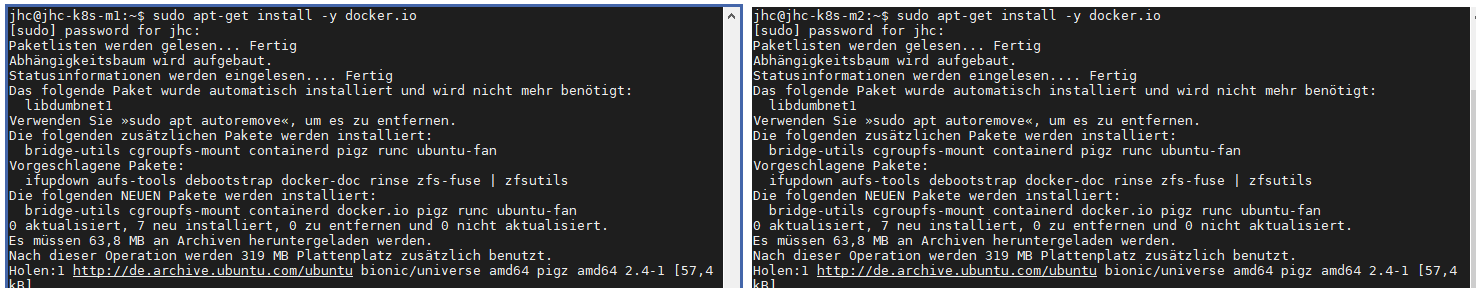 jhc@jhc-k8s-m1:~$ sudo apt-get install -y docker.io
[sudo] password for jhc:
Paketlisten werden gelesen... Fertig
Abhängigkeitsbaum wird aufgebaut.
Statusinformationen werden eingelesen.... Fertig
Das folgende Paket wurde automatisch installiert und wird nicht mehr benötigt:
  libdumbnet1
Verwenden Sie »sudo apt autoremove«, um es zu entfernen.
Die folgenden zusätzlichen Pakete werden installiert:
  bridge-utils cgroupfs-mount containerd pigz runc ubuntu-fan
Vorgeschlagene Pakete:
  ifupdown aufs-tools debootstrap docker-doc rinse zfs-fuse | zfsutils
Die folgenden NEUEN Pakete werden installiert:
  bridge-utils cgroupfs-mount containerd docker.io pigz runc ubuntu-fan
0 aktualisiert, 7 neu installiert, 0 zu entfernen und 0 nicht aktualisiert.
Es müssen 63,8 MB an Archiven heruntergeladen werden.
Nach dieser Operation werden 319 MB Plattenplatz zusätzlich benutzt.
Holen:1 http://de.archive.ubuntu.com/ubuntu bionic/universe amd64 pigz amd64 2.4-1 [57,4
kB]
jhc@jhc-k8s-m2:~$ sudo apt-get install -y docker.io
[sudo] password for jhc:
Paketlisten werden gelesen... Fertig
Abhängigkeitsbaum wird aufgebaut.
Statusinformationen werden eingelesen.... Fertig
Das folgende Paket wurde automatisch installiert und wird nicht mehr benötigt:
  libdumbnet1
Verwenden Sie »sudo apt autoremove«, um es zu entfernen.
Die folgenden zusätzlichen Pakete werden installiert:
  bridge-utils cgroupfs-mount containerd pigz runc ubuntu-fan
Vorgeschlagene Pakete:
  ifupdown aufs-tools debootstrap docker-doc rinse zfs-fuse | zfsutils
Die folgenden NEUEN Pakete werden installiert:
  bridge-utils cgroupfs-mount containerd docker.io pigz runc ubuntu-fan
0 aktualisiert, 7 neu installiert, 0 zu entfernen und 0 nicht aktualisiert.
Es müssen 63,8 MB an Archiven heruntergeladen werden.
Nach dieser Operation werden 319 MB Plattenplatz zusätzlich benutzt.
Holen:1 http://de.archive.ubuntu.com/ubuntu bionic/universe amd64 pigz amd64 2.4-1 [57,4
kB]